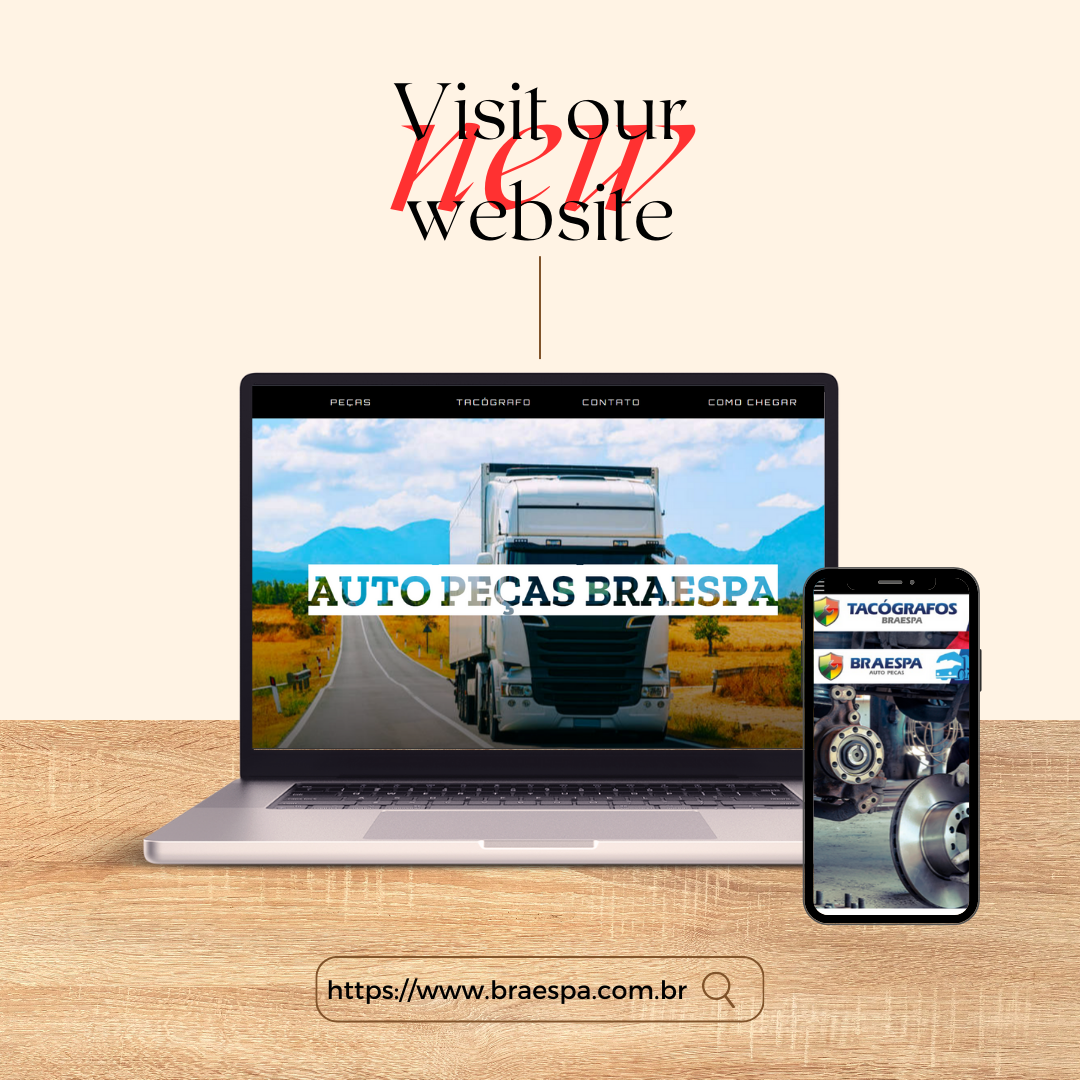 Visit our
new
website
PEÇAS TACÓGRAFO CONTATO COMO CHEGAR
AUTO PEÇAS BRAESPA
TACÓGRAFOS
BRAESPA
BRAESPA
AUTO PEÇAS
https://www.braespa.com.br